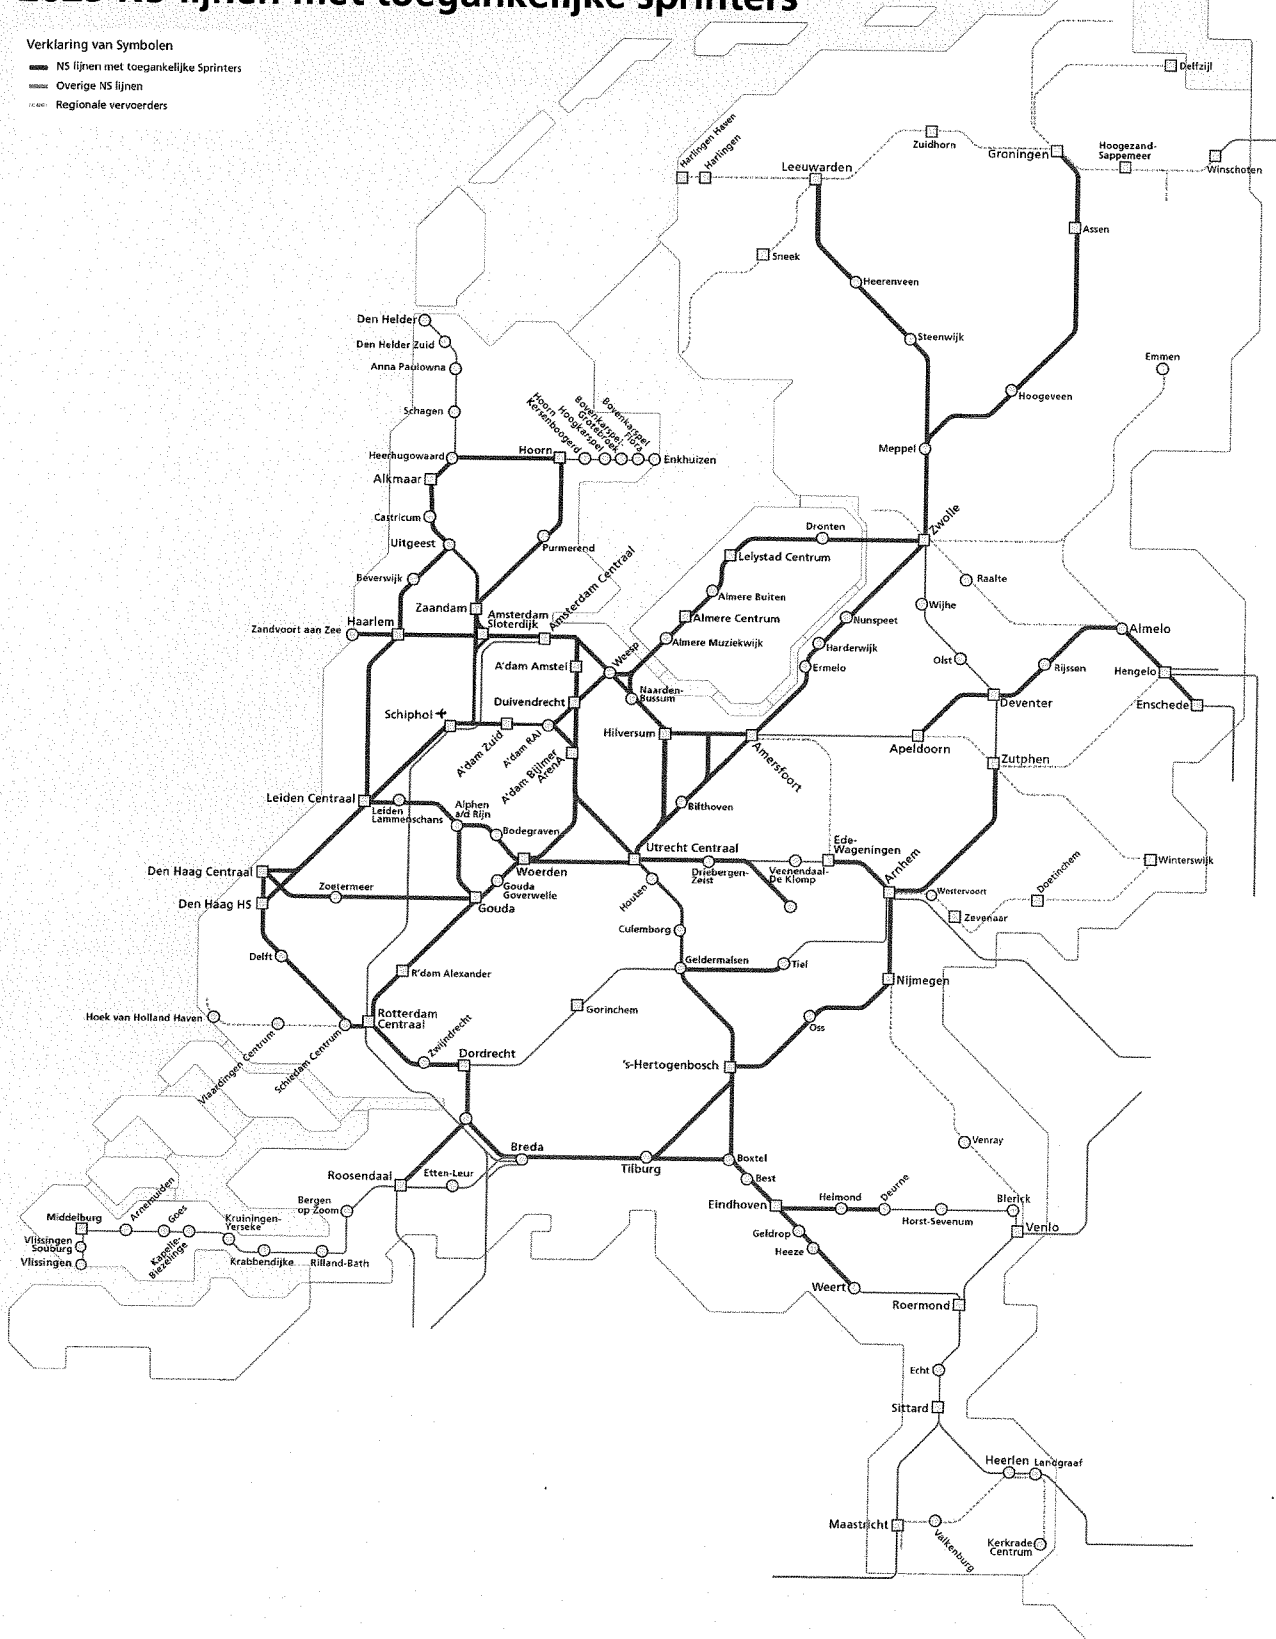 2025 NS lijnen met toegankelijke sprinters
Verklaring van Symbolen
NS lijnen met toegankelijke Sprinters
Overige NS lijnen
Regionale vervoerders
Delfzijl
Harlingen Haven
Harlingen
Zuidhorn
Groningen
Hoogezand-
Sappemeer
Winschoten
Leeuwarden
Assen
Sneek
Heerenveen
Den Helder
Den Helder Zuid
Steenwijk
Anna Paulowna
Emmen
Schagen
Hoogeveen
Hoorn
Kersenboogerd
Hoogkarspel
Bovenkarspel-
Grotebroek
Bovenkarspel
Flora
Heerhugowaard
Hoorn
Enkhuizen
Meppel
Alkmaar
Castricum
Uitgeest
Purmerend
Dronten
Zwolle
Lelystad Centrum
Beverwijk
Raalte
Almere Buiten
Zaandam
Amsterdam
Sloterdijk
Amsterdam Centraal
Almere Centrum
Wijhe
Nunspeet
Zandvoort aan Zee
Haarlem
Almelo
Almere Muziekwijk
Harderwijk
Weesp
A'dam Amstel
Ermelo
Olst
Rijssen
Hengelo
Naarden-
Bussum
Duivendrecht
Deventer
Enschede
Schiphol
A'dam Zuid
A'dam RAI
Hilversum
Apeldoorn
Amersfoort
A'dam Bijlmer
ArenA
Zutphen
Leiden Centraal
Leiden
Lammenschans
Alphen
a/d Rijn
Bilthoven
Bodegraven
Utrecht Centraal
Ede-
Wageningen
Den Haag Centraal
Woerden
Driebergen-
Zeist
Veenendaal-
De Klomp
Arnhem
Winterswijk
Doetinchem
Zoetermeer
Gouda
Goverwelle
Houten
Westervoort
Den Haag HS
Gouda
Zevenaar
Culemborg
Delft
Geldermalsen
Tiel
R'dam Alexander
Nijmegen
Gorinchem
Hoek van Holland Haven
Rotterdam
Centraal
Oss
Vlaardingen Centrum
Schiedam Centrum
Zwijndrecht
Dordrecht
's-Hertogenbosch
Venray
Breda
Tilburg
Boxtel
Roosendaal
Etten-Leur
Best
Arnemuiden
Goes
Bergen
op Zoom
Helmond
Deurne
Blerick
Eindhoven
Middelburg
Kruiningen-
Yerseke
Horst-Sevenum
Venlo
Vlissingen
Souburg
Kapelle-
Biezelinge
Geldrop
Vlissingen
Krabbendijke
Rilland-Bath
Heeze
Weert
Roermond
Echt
Sittard
Heerlen
Landgraaf
Maastricht
Valkenburg
Kerkrade
Centrum